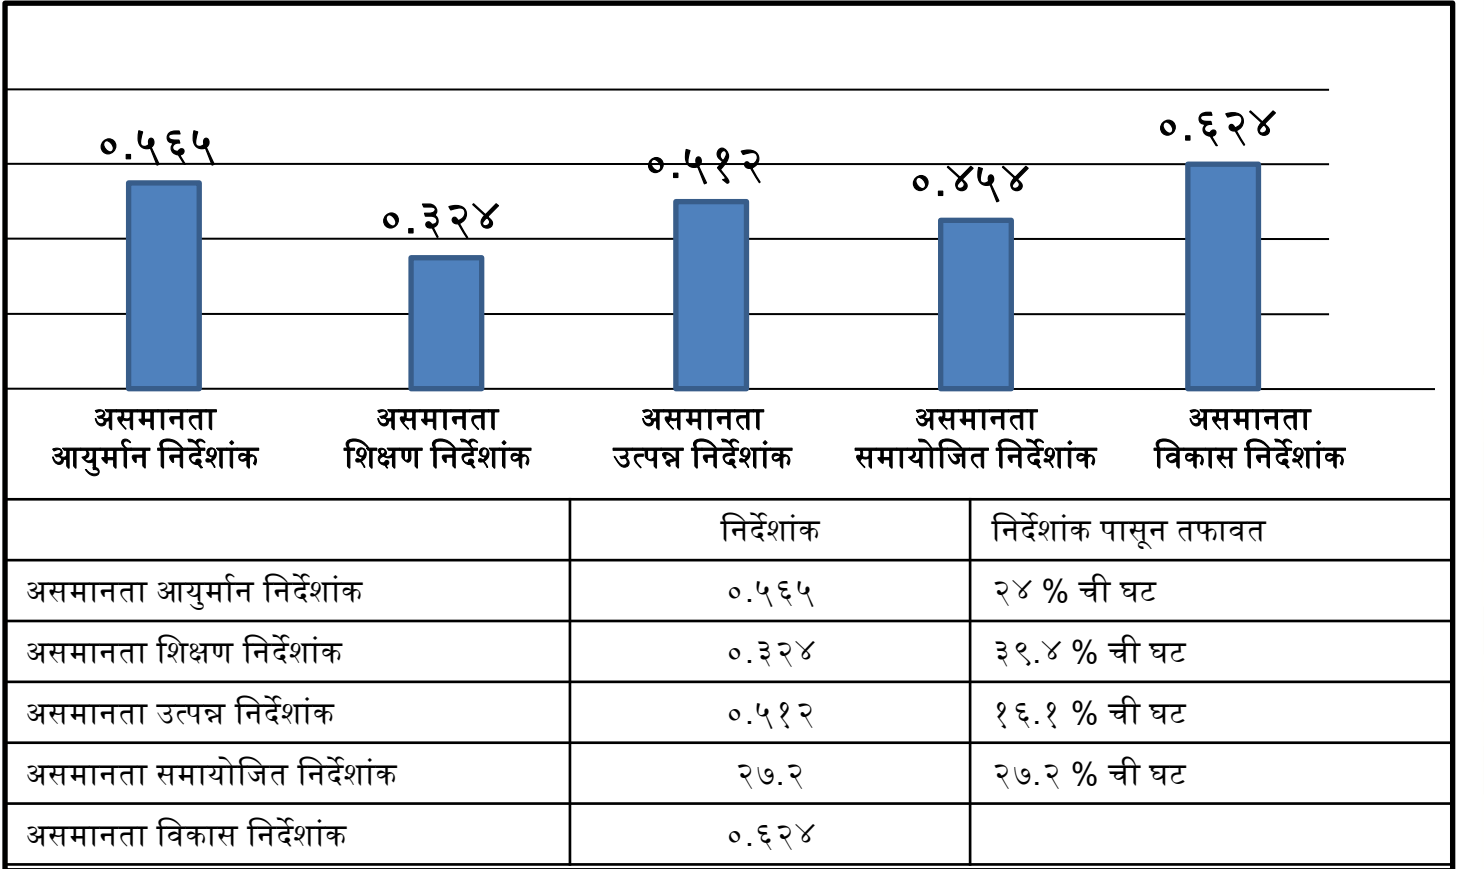 ०.५६५
०.३२४
०.५१२
०.४५४
०.६२४
असमानता
आयुर्मान निर्देशांक
असमानता
शिक्षण निर्देशांक
असमानता
उत्पन्न निर्देशांक
असमानता
समायोजित निर्देशांक
असमानता
विकास निर्देशांक
निर्देशांक निर्देशांक पासून तफावत
असमानता आयुर्मान निर्देशांक ०.५६५ २४ % ची घट
असमानता शिक्षण निर्देशांक ०.३२४ ३९.४ % ची घट
असमानता उत्पन्न निर्देशांक ०.५१२ १६.१ % ची घट
असमानता समायोजित निर्देशांक २७.२ २७.२ % ची घट
असमानता विकास निर्देशांक ०.६२४